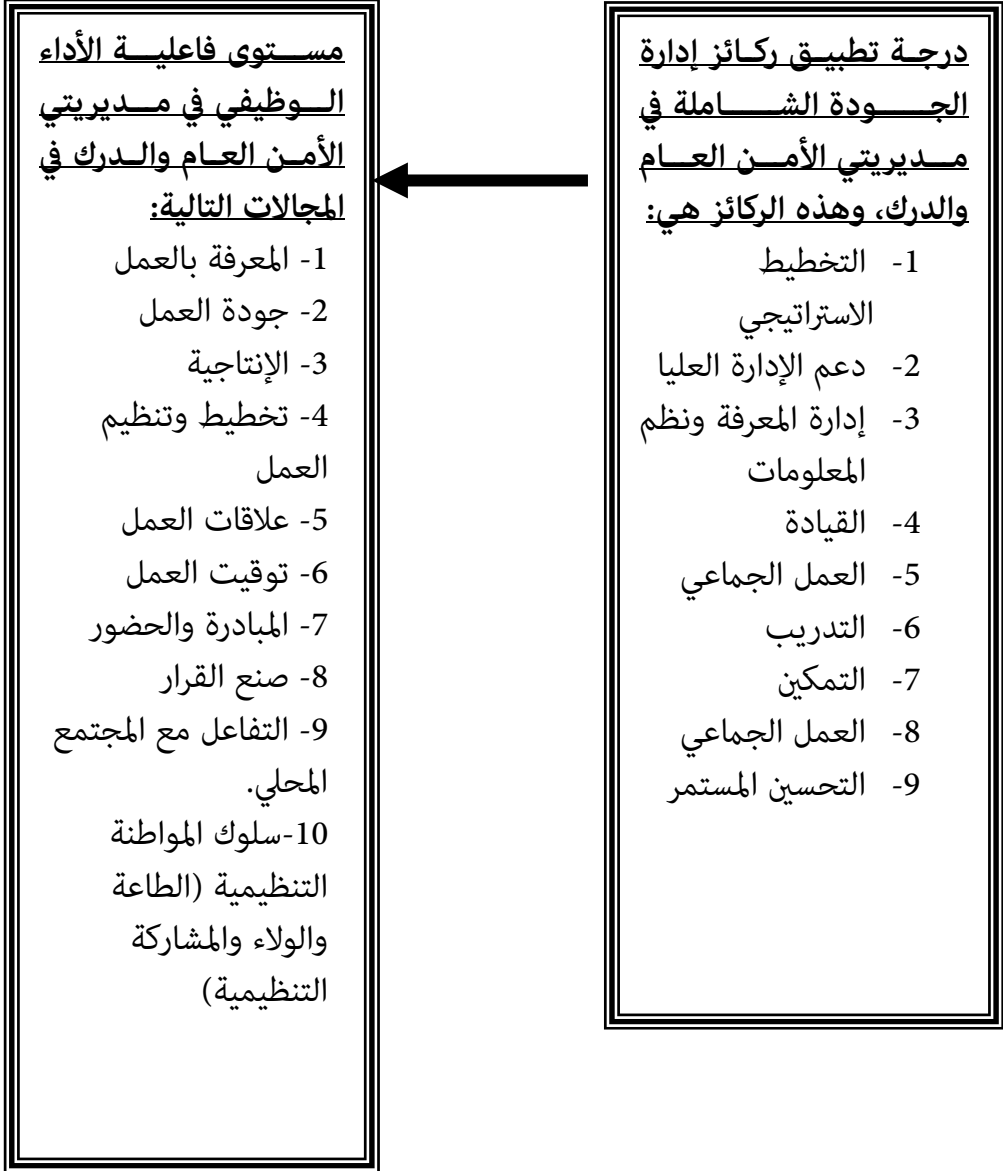 درجة تطبيق ركائز إدارة
الجودة الشاملة في
مديريتي الأمن العام
والدرك، وهذه الركائز هي:
1- التخطيط
الاستراتيجي
2- دعم الإدارة العليا
3- إدارة المعرفة ونظم
المعلومات
4- القيادة
5- العمل الجماعي
6- التدريب
7- التمكين
8- العمل الجماعي
9- التحسين المستمر
مستوى فاعلية الأداء
الوظيفي في مديريتي
الأمن العام والدرك في
المجالات التالية:
1- المعرفة بالعمل
2- جودة العمل
3- الإنتاجية
4- تخطيط وتنظيم
العمل
5- علاقات العمل
6- توقيت العمل
7- المبادرة والحضور
8- صنع القرار
9- التفاعل مع المجتمع
المحلي.
10-سلوك المواطنة
التنظيمية (الطاعة
والولاء والمشاركة
التنظيمية)